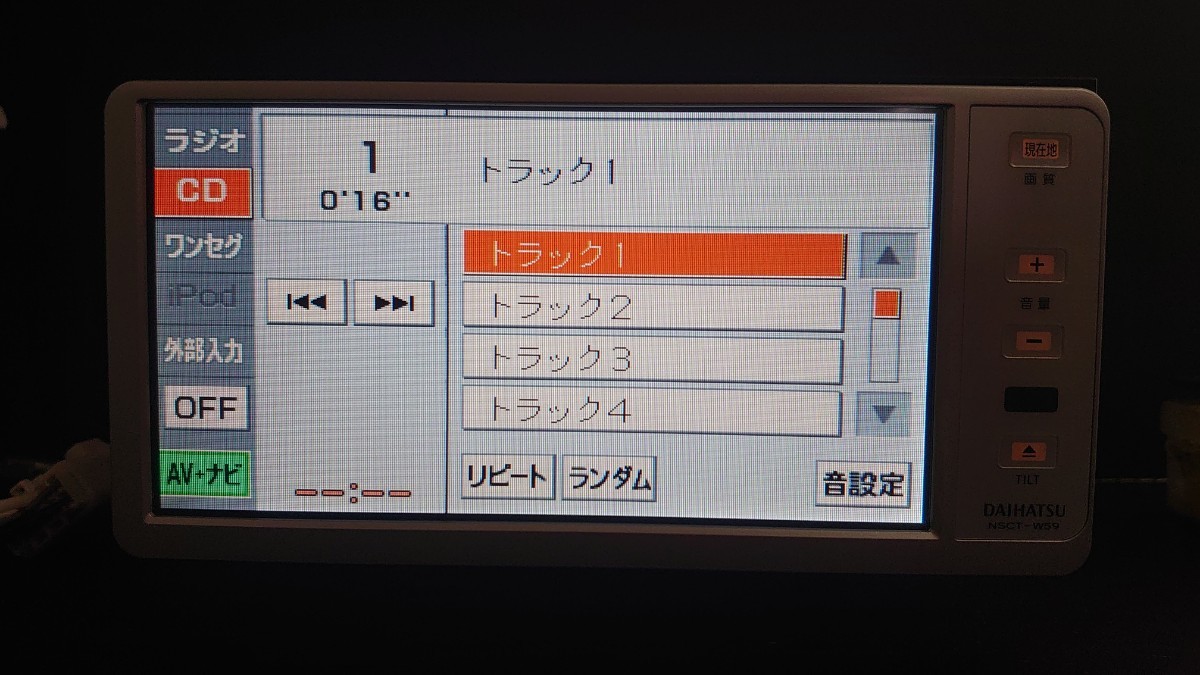 ラジオ
CD
ワンセグ
iPod
外部入力
OFF
AV+ナビ
1
0'16''
トラック1
トラック1
トラック2
トラック3
トラック4
リピート
ランダム
音設定
--:--
現在地
画質
+
音量
-
TILT
DAIHATSU
NSCT-W59